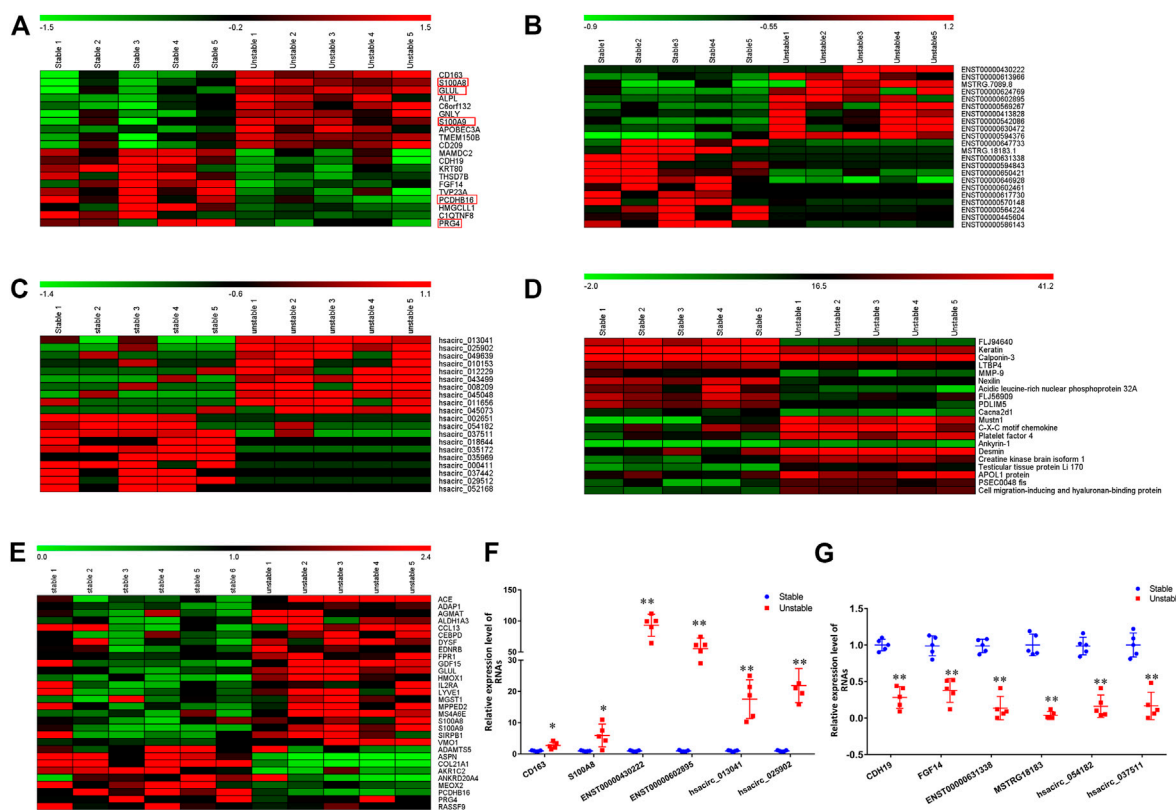 A
-1.5 -0.2 1.5
Stable 1 Stable 2 Stable 3 Stable 4 Stable 5 Unstable 1 Unstable 2 Unstable 3 Unstable 4 Unstable 5
CD163
S100A8
GLUL
ALPL
C6orf132
GNLY
S100A9
APOBEC3A
TMEM150B
CD209
MAMDC2
CDH19
KRT80
THSD7B
FGF14
TVP23A
PCDHB16
HMGCLL1
C1QTNF8
PRG4
B
-0.9 -0.55 1.2
Stable1 Stable2 Stable3 Stable4 Stable5 Unstable1 Unstable2 Unstable3 Unstable4 Unstable5
ENST00000430222
ENST00000613966
MSTRG.7089.8
ENST00000624769
ENST00000602895
ENST00000569267
ENST00000413828
ENST00000542086
ENST00000630472
ENST00000594376
ENST00000647733
MSTRG.18183.1
ENST00000631338
ENST00000594843
ENST00000650421
ENST00000646928
ENST00000602461
ENST00000617730
ENST00000570148
ENST00000564224
ENST00000445604
ENST00000586143
C
-1.4 -0.6 1.1
Stable 1 stable 2 stable 3 stable 4 stable 5 unstable 1 unstable 2 unstable 3 unstable 4 unstable 5
hsacirc_013041
hsacirc_025902
hsacirc_049639
hsacirc_010153
hsacirc_012229
hsacirc_043499
hsacirc_008209
hsacirc_045048
hsacirc_011656
hsacirc_045073
hsacirc_002651
hsacirc_054182
hsacirc_037511
hsacirc_018644
hsacirc_035172
hsacirc_035969
hsacirc_000411
hsacirc_037442
hsacirc_029512
hsacirc_052168
D
-2.0 16.5 41.2
Stable 1 Stable 2 Stable 3 Stable 4 Stable 5 Unstable 1 Unstable 2 Unstable 3 Unstable 4 Unstable 5
FLJ94640
Keratin
Calponin-3
LTBP4
MMP-9
Nexilin
Acidic leucine-rich nuclear phosphoprotein 32A
FLJ56909
PDLIM5
Cacna2d1
Mustn1
C-X-C motif chemokine
Platelet factor 4
Ankyrin-1
Desmin
Creatine kinase brain isoform 1
Testicular tissue protein Li 170
APOL1 protein
PSEC0048 fis
Cell migration-inducing and hyaluronan-binding protein
E
0.0 1.0 2.4
stable 1 stable 2 stable 3 stable 4 stable 5 stable 6 unstable 1 unstable 2 unstable 3 unstable 4 unstable 5
ACE
ADAP1
AGMAT
ALDH1A3
CCL13
CEBPD
DYSF
EDNRB
FPR1
GDF15
GLUL
HMOX1
IL2RA
LYVE1
MGST1
MPPED2
MS4A6E
S100A8
S100A9
SIRPB1
VMO1
ADAMTS5
ASPN
COL21A1
AKR1C2
ANKRD20A4
MEOX2
PCDHB16
PRG4
RASSF9
F
Stable
Unstable
Relative expression level of
RNAs
150
100
50
30
20
10
0
* * ** ** ** **
CD163 S100A8 ENST00000430222 ENST00000602895 hsacirc_013041 hsacirc_025902
G
Stable
Unstable
Relative expression level of
RNAs
1.5
1.0
0.5
0.0
-0.5
** ** ** ** ** **
CDH19 FGF14 ENST00000631338 MSTRG18183 hsacirc_054182 hsacirc_037511